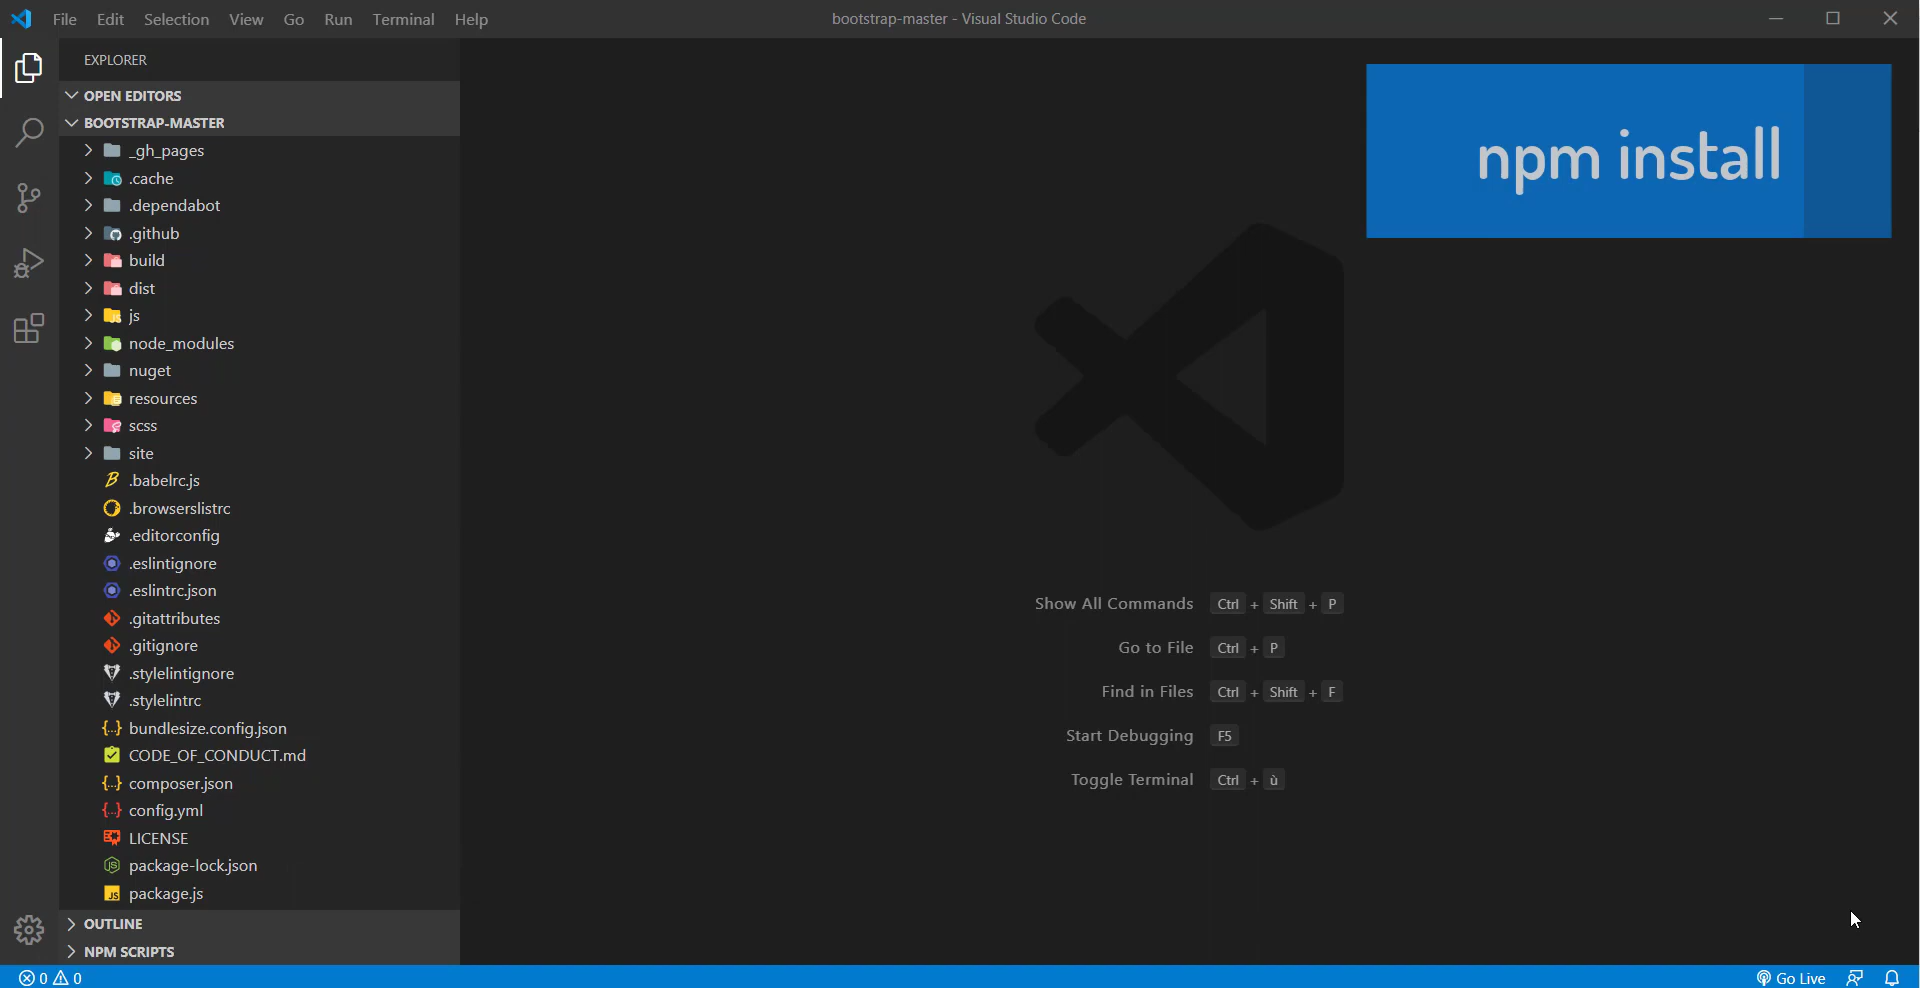 File Edit Selection View Go Run Terminal Help
bootstrap-master - Visual Studio Code
EXPLORER
OPEN EDITORS
BOOTSTRAP-MASTER
_gh_pages
.cache
.dependabot
.github
build
dist
js
node_modules
nuget
resources
scss
site
.babelrc.js
.browserslistrc
.editorconfig
.eslintignore
.eslintrc.json
.gitattributes
.gitignore
.stylelintignore
.stylelintrc
bundlesize.config.json
CODE_OF_CONDUCT.md
composer.json
config.yml
LICENSE
package-lock.json
package.js
OUTLINE
NPM SCRIPTS
npm install
Show All Commands Ctrl + Shift + P
Go to File Ctrl + P
Find in Files Ctrl + Shift + F
Start Debugging F5
Toggle Terminal Ctrl + ù
0 0
Go Live